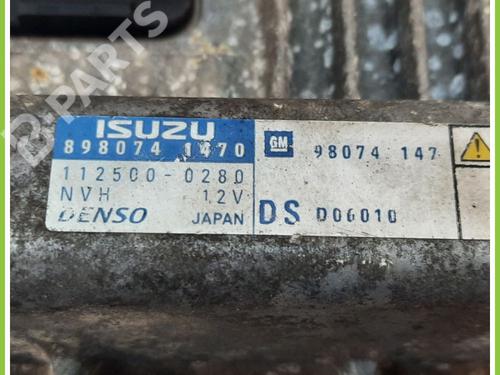 B-PARTS
ISUZU
898074 1470
112500-0280
NVH 12V
DENSO JAPAN
GM 98074 147
DS D06010